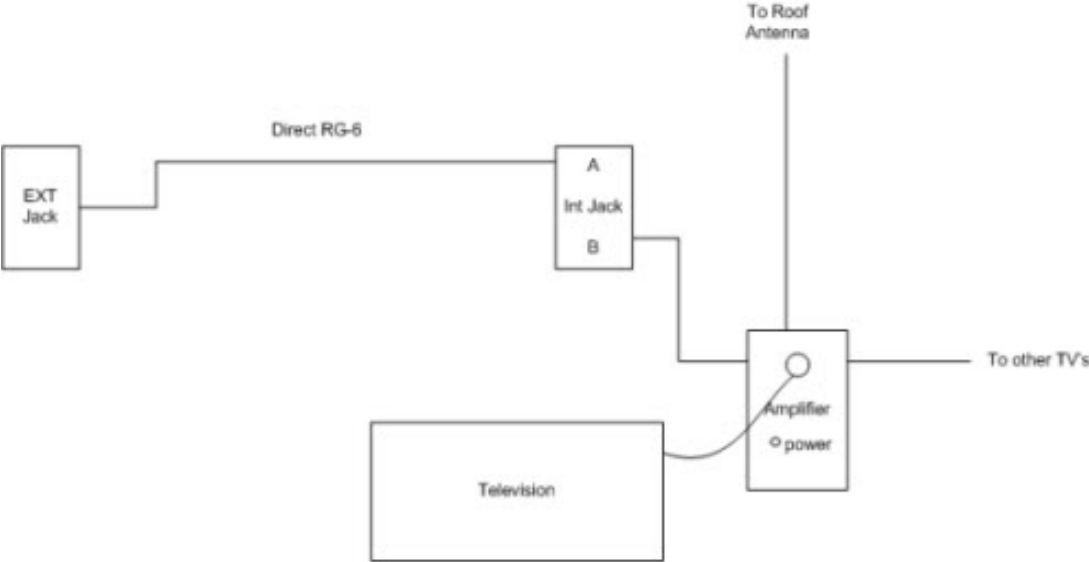 To Roof
Antenna
Direct RG-6
EXT
Jack
A
Int Jack
B
To other TV's
Amplifier
power
Television